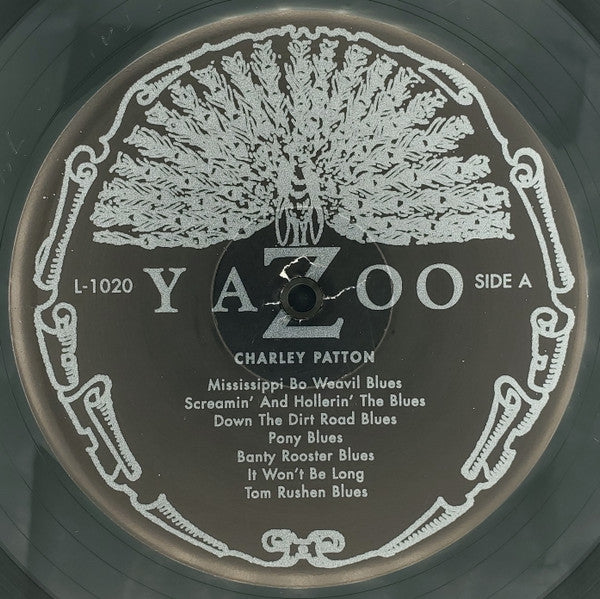 L-1020 YAZOO SIDE A
CHARLEY PATTON
Mississippi Bo Weavil Blues
Screamin' And Hollerin' The Blues
Down The Dirt Road Blues
Pony Blues
Banty Rooster Blues
It Won't Be Long
Tom Rushen Blues